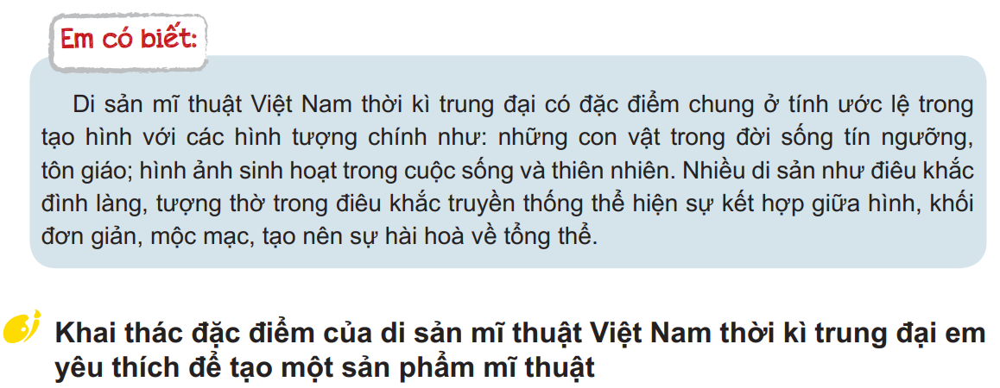 Em có biết:
Di sản mĩ thuật Việt Nam thời kì trung đại có đặc điểm chung ở tính ước lệ trong
tạo hình với các hình tượng chính như: những con vật trong đời sống tín ngưỡng,
tôn giáo; hình ảnh sinh hoạt trong cuộc sống và thiên nhiên. Nhiều di sản như điêu khắc
đình làng, tượng thờ trong điêu khắc truyền thống thể hiện sự kết hợp giữa hình, khối
đơn giản, mộc mạc, tạo nên sự hài hoà về tổng thể.
Khai thác đặc điểm của di sản mĩ thuật Việt Nam thời kì trung đại em
yêu thích để tạo một sản phẩm mĩ thuật